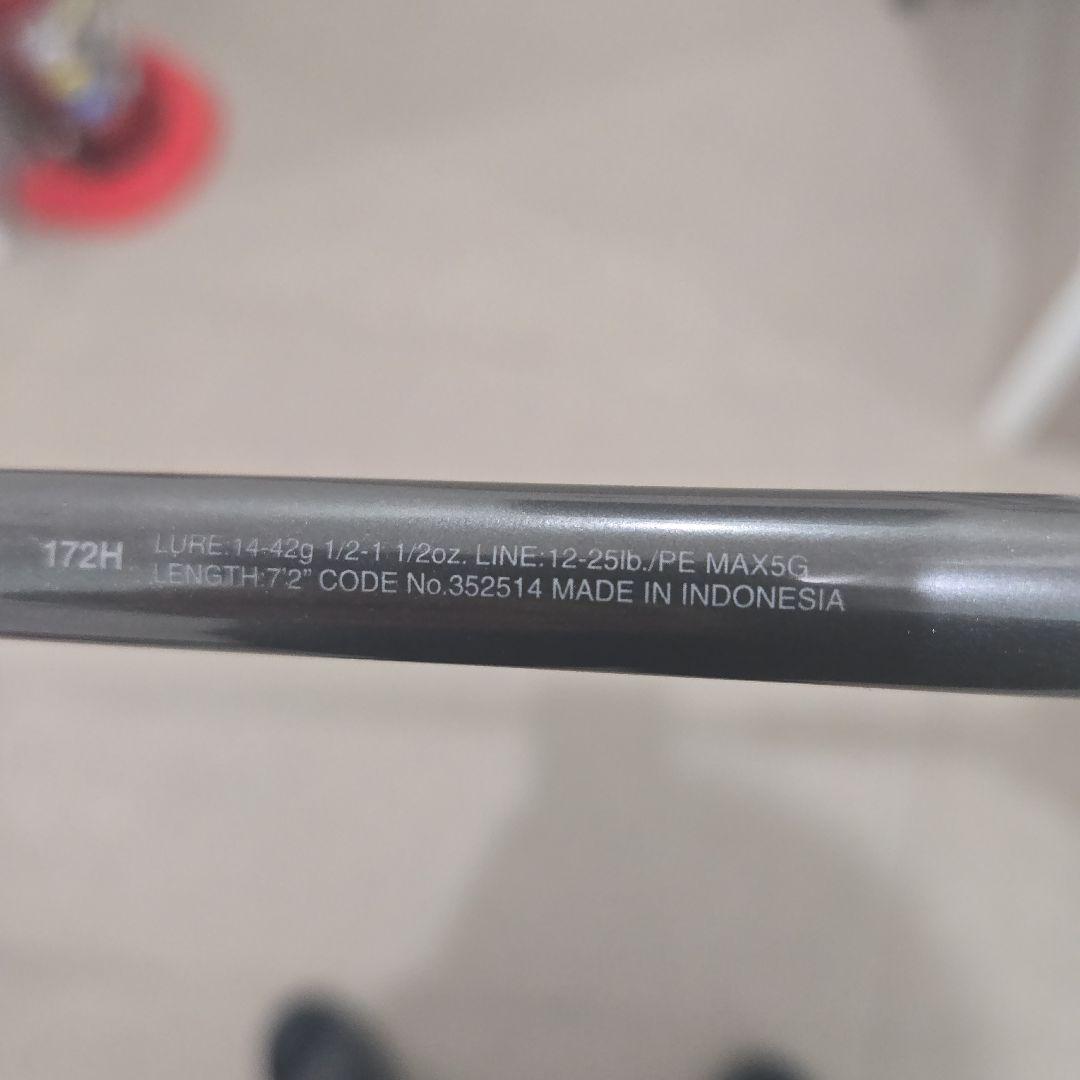 172H
LURE:14-42g 1/2-1 1/2oz. LINE:12-25lb./PE MAX5G
LENGTH:7'2" CODE No.352514 MADE IN INDONESIA